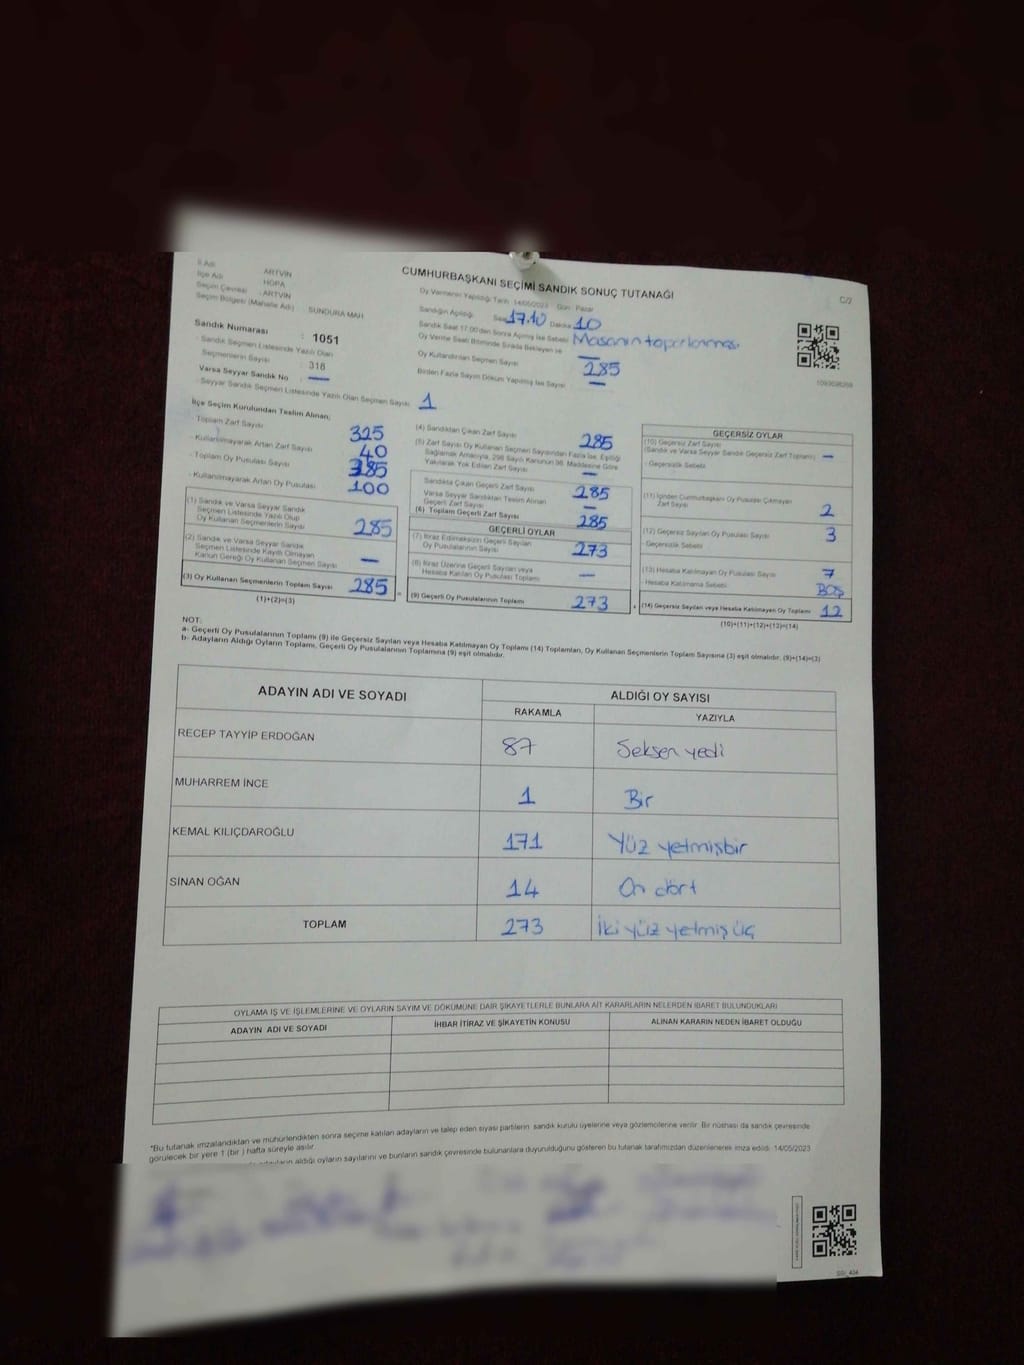 İl Adı
ARTVİN
İlçe Adı
HOPA
Seçim Çevresi : ARTVİN
Seçim Bölgesi (Mahalle Adı) SUNDURA MAH
CUMHURBAŞKANI SEÇİMİ SANDIK SONUÇ TUTANAĞI
C/2
Oy Vermenin Yapıldığı Tarih 14/05/2023 Gün Pazar
Sandığın Açıldığı Saat 17.10 Dakika 10
Sandık Saat 17.00'den Sonra Açılmış İse Sebebi Masanın toparlanması
Oy Verme Saati Bitiminde Sırada Bekleyen ve
Oy Kullandırılan Seçmen Sayısı
285
Birden Fazla Sayım Döküm Yapılmış İse Sayısı —
Sandık Numarası : 1051
Sandık Seçmen Listesinde Yazılı Olan
Seçmenlerin Sayısı : 318
Varsa Seyyar Sandık No : —
Seyyar Sandık Seçmen Listesinde Yazılı Olan Seçmen Sayısı 1
İlçe Seçim Kurulundan Teslim Alınan;
Toplam Zarf Sayısı 325
Kullanılmayarak Artan Zarf Sayısı 40
Toplam Oy Pusulası Sayısı 385
Kullanılmayarak Artan Oy Pusulası 100
(1) Sandık ve Varsa Seyyar Sandık
Seçmen Listesinde Yazılı Olup
Oy Kullanan Seçmenlerin Sayısı 285
(2) Sandık ve Varsa Seyyar Sandık
Seçmen Listesinde Kayıtlı Olmayan
Kanun Gereği Oy Kullanan Seçmen Sayısı —
(3) Oy Kullanan Seçmenlerin Toplam Sayısı 285
(1)+(2)=(3)
(4) Sandıktan Çıkan Zarf Sayısı 285
(5) Zarf Sayısı Oy Kullanan Seçmen Sayısından Fazla İse, Eşitliği
Sağlamak Amacıyla, 298 Sayılı Kanunun 98. Maddesine Göre
Yakılarak Yok Edilen Zarf Sayısı —
Sandıkta Çıkan Geçerli Zarf Sayısı 285
Varsa Seyyar Sandıktan Teslim Alınan
Geçerli Zarf Sayısı —
(6) Toplam Geçerli Zarf Sayısı 285
GEÇERLİ OYLAR
(7) İtiraz Edilmeksizin Geçerli Sayılan
Oy Pusulalarının Sayısı 273
(8) İtiraz Üzerine Geçerli Sayılan veya
Hesaba Katılan Oy Pusulası Toplamı —
(9) Geçerli Oy Pusulalarının Toplamı 273
GEÇERSİZ OYLAR
(10) Geçersiz Zarf Sayısı
(Sandık ve Varsa Seyyar Sandık Geçersiz Zarf Toplamı) —
- Geçersizlik Sebebi
(11) İçinden Cumhurbaşkanı Oy Pusulası Çıkmayan
Zarf Sayısı 2
(12) Geçersiz Sayılan Oy Pusulası Sayısı 3
- Geçersizlik Sebebi
(13) Hesaba Katılmayan Oy Pusulası Sayısı 7
- Hesaba Katılmama Sebebi BOŞ
(14) Geçersiz Sayılan veya Hesaba Katılmayan Oy Toplamı 12
(10)+(11)+(12)+(13)=(14)
NOT:
a- Geçerli Oy Pusulalarının Toplamı (9) ile Geçersiz Sayılan veya Hesaba Katılmayan Oy Toplamı (14) Toplamları, Oy Kullanan Seçmenlerin Toplam Sayısına (3) eşit olmalıdır. (9)+(14)=(3)
b- Adayların Aldığı Oyların Toplamı, Geçerli Oy Pusulalarının Toplamına (9) eşit olmalıdır.
ADAYIN ADI VE SOYADI
ALDIĞI OY SAYISI
RAKAMLA
YAZIYLA
RECEP TAYYİP ERDOĞAN 87 Seksen yedi
MUHARREM İNCE 1 Bir
KEMAL KILIÇDAROĞLU 171 Yüz yetmişbir
SİNAN OĞAN 14 On dört
TOPLAM 273 İki yüz yetmiş üç
OYLAMA İŞ VE İŞLEMLERİNE VE OYLARIN SAYIM VE DÖKÜMÜNE DAİR ŞİKAYETLERLE BUNLARA AİT KARARLARIN NELERDEN İBARET BULUNDUKLARI
ADAYIN ADI VE SOYADI
İHBAR İTİRAZ VE ŞİKAYETİN KONUSU
ALINAN KARARIN NEDEN İBARET OLDUĞU
*Bu tutanak imzalandıktan ve mühürlendikten sonra seçime katılan adayların ve talep eden siyasi partilerin sandık kurulu üyelerine veya gözlemcilerine verilir. Bir nüshası da sandık çevresinde
görülecek bir yere 1 (bir) hafta süreyle asılır.
adayların aldığı oyların sayılarını ve bunların sandık çevresinde bulunanlara duyurulduğunu gösteren bu tutanak tarafımızdan düzenlenerek imza edildi. 14/05/2023